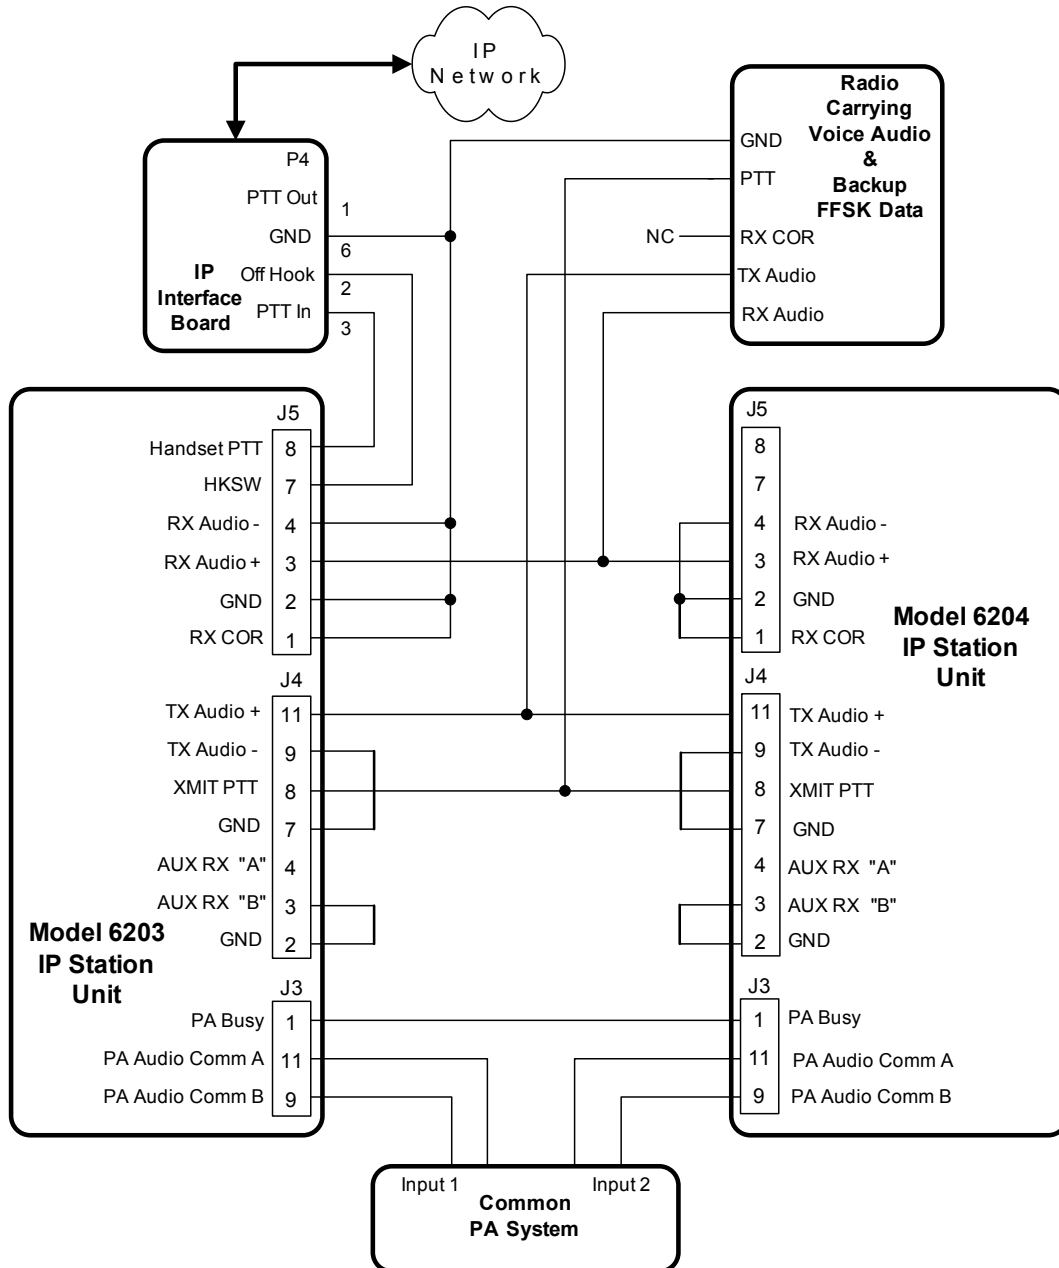 IP
Network
P4
PTT Out
1
GND
6
Off Hook
2
PTT In
3
IP
Interface
Board
Radio
Carrying
Voice Audio
&
Backup
FFSK Data
GND
PTT
NC
RX COR
TX Audio
RX Audio
J5
Handset PTT 8
HKSW 7
RX Audio - 4
RX Audio + 3
GND 2
RX COR 1
J4
TX Audio + 11
TX Audio - 9
XMIT PTT 8
GND 7
AUX RX "A" 4
AUX RX "B" 3
GND 2
Model 6203
IP Station
Unit
J3
PA Busy 1
PA Audio Comm A 11
PA Audio Comm B 9
J5
8
7
4 RX Audio -
3 RX Audio +
2 GND
1 RX COR
Model 6204
IP Station
Unit
J4
11 TX Audio +
9 TX Audio -
8 XMIT PTT
7 GND
4 AUX RX "A"
3 AUX RX "B"
2 GND
J3
1 PA Busy
11 PA Audio Comm A
9 PA Audio Comm B
Input 1
Input 2
Common
PA System